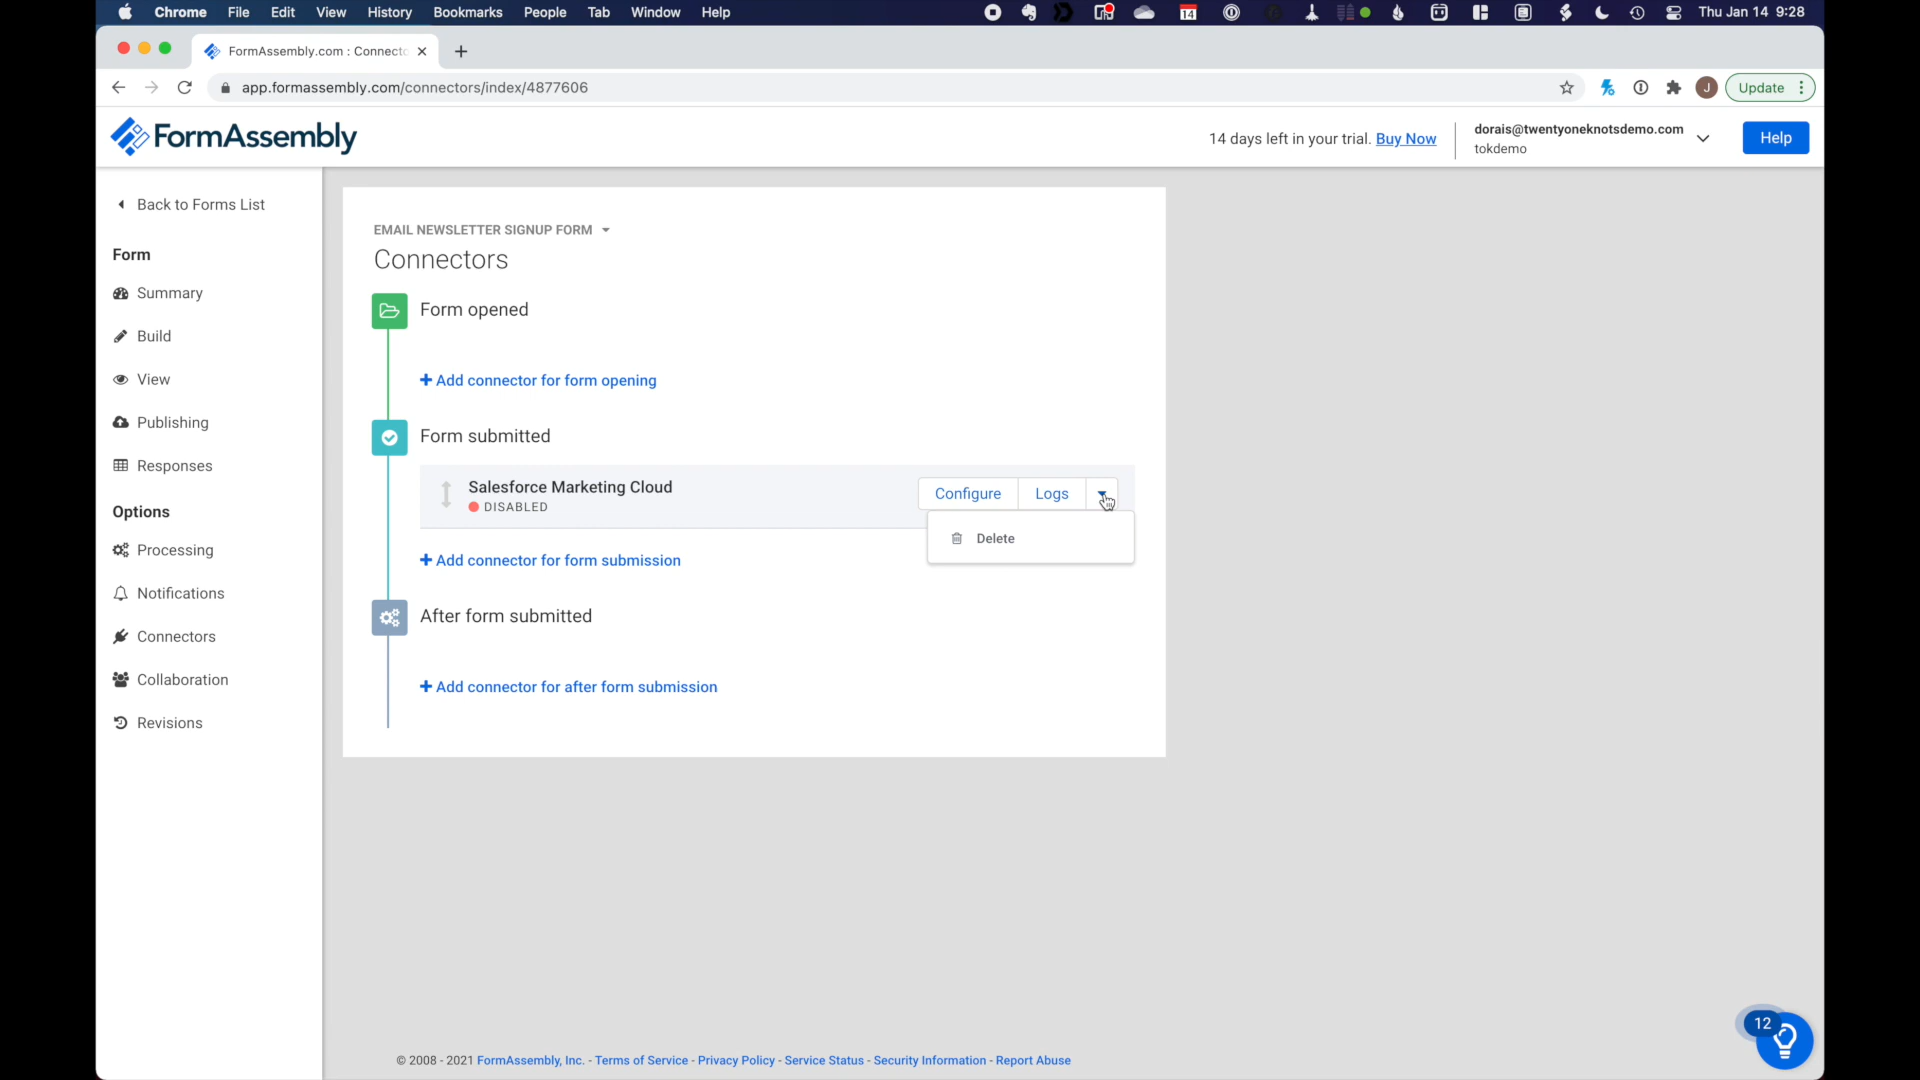 Chrome File Edit View History Bookmarks People Tab Window Help
14
Thu Jan 14 9:28
FormAssembly.com : Connect
app.formassembly.com/connectors/index/4877606
J
Update
FormAssembly
14 days left in your trial. Buy Now
dorais@twentyoneknotsdemo.com
tokdemo
Help
Back to Forms List
Form
Summary
Build
View
Publishing
Responses
Options
Processing
Notifications
Connectors
Collaboration
Revisions
EMAIL NEWSLETTER SIGNUP FORM
Connectors
Form opened
+ Add connector for form opening
Form submitted
Salesforce Marketing Cloud
DISABLED
Configure
Logs
Delete
+ Add connector for form submission
After form submitted
+ Add connector for after form submission
12
© 2008 - 2021 FormAssembly, Inc. - Terms of Service - Privacy Policy - Service Status - Security Information - Report Abuse